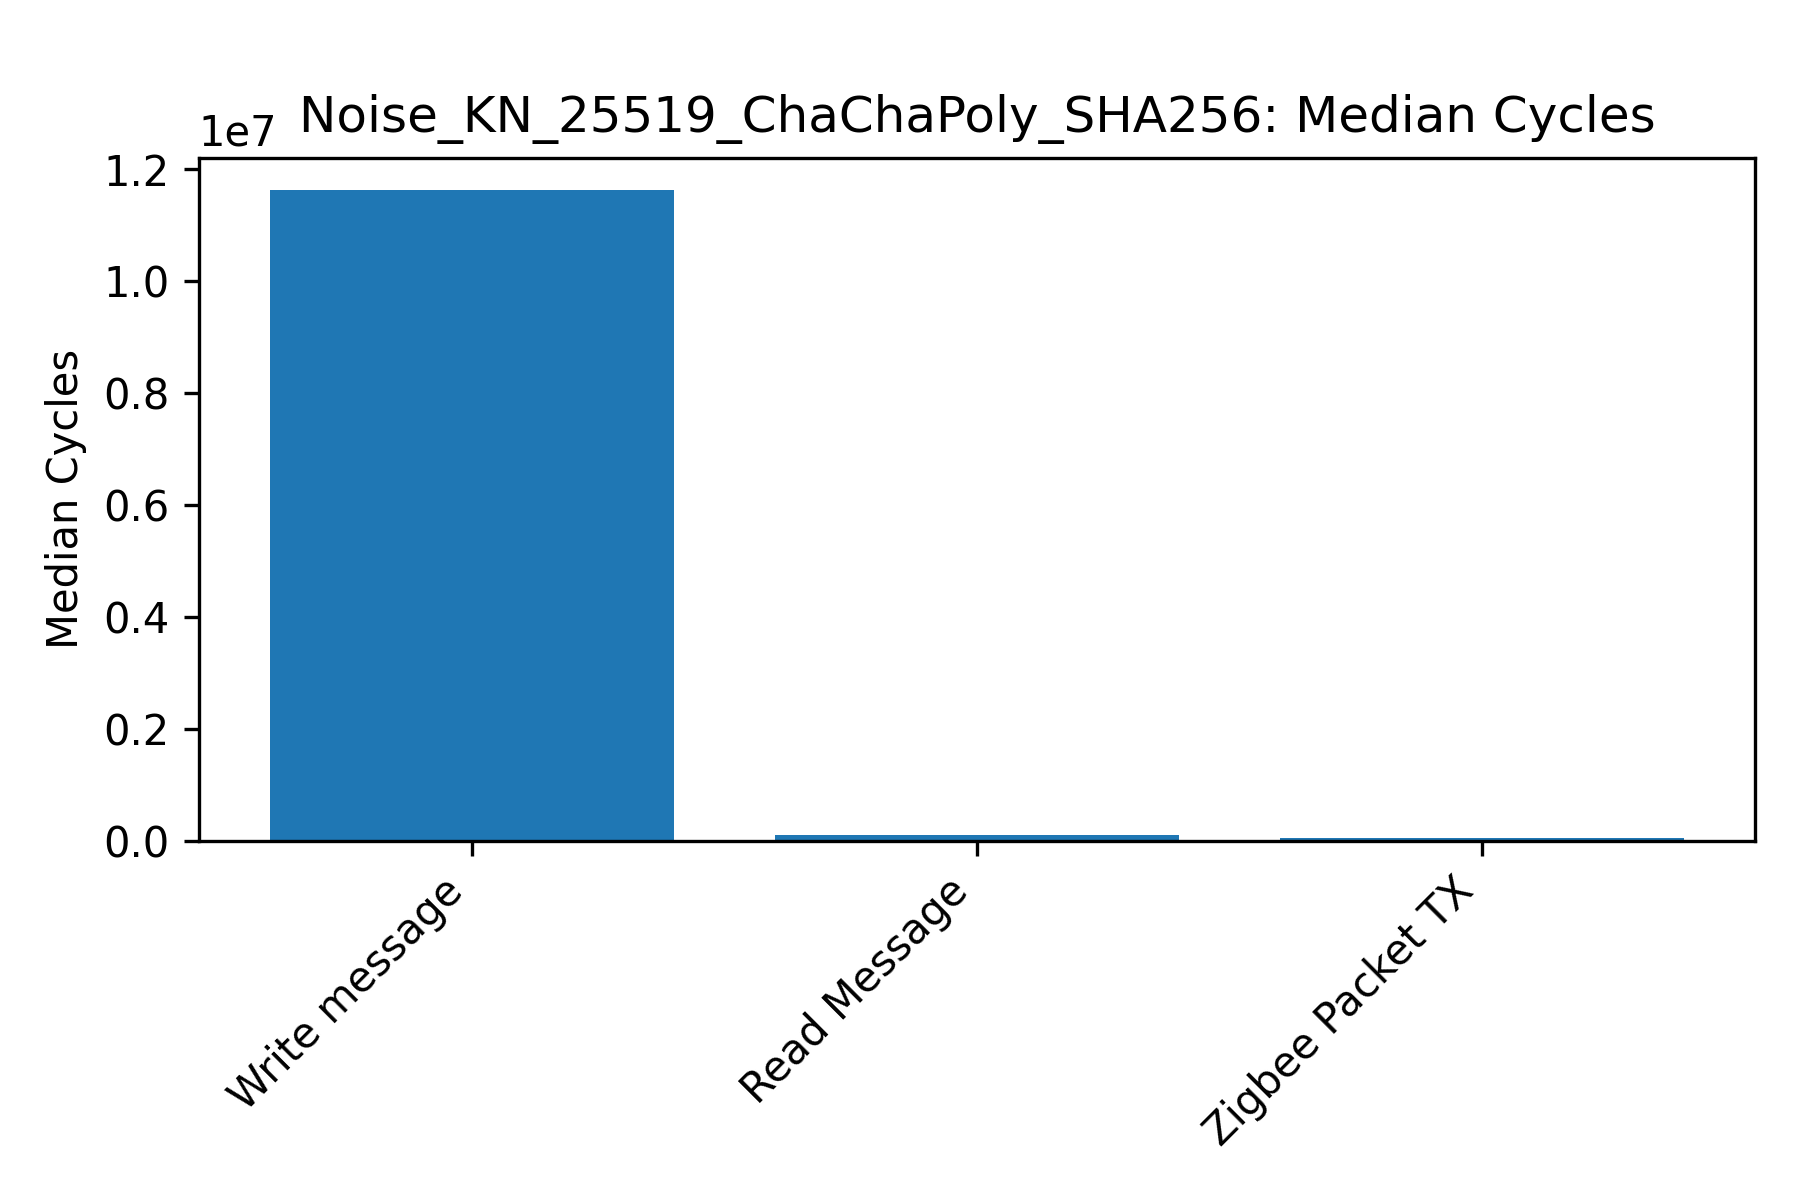 Noise_KN_25519_ChaChaPoly_SHA256: Median Cycles
1e7
1.2
1.0
0.8
0.6
0.4
0.2
0.0
Median Cycles
Write message
Read Message
Zigbee Packet TX